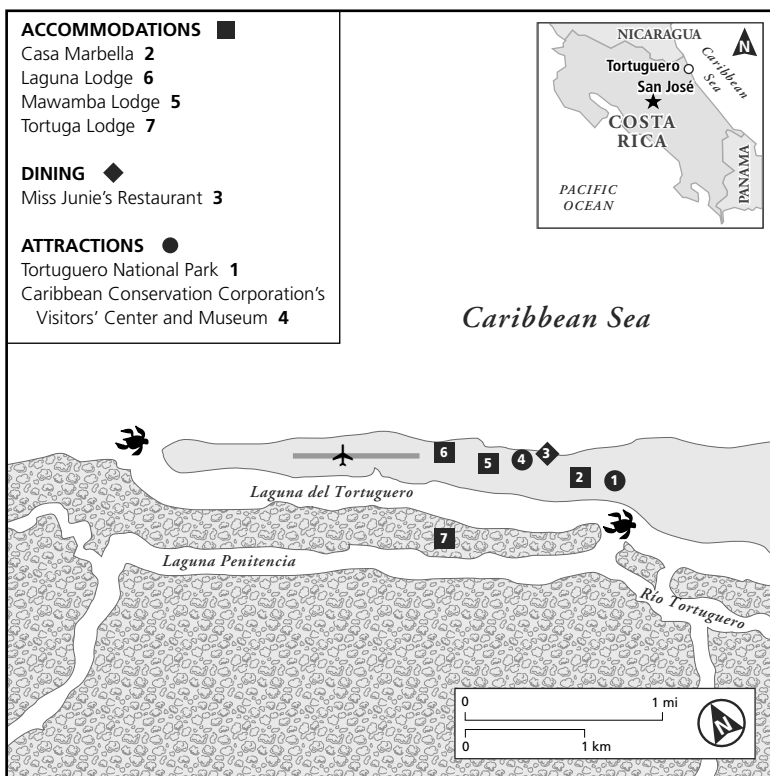 ACCOMMODATIONS
Casa Marbella 2
Laguna Lodge 6
Mawamba Lodge 5
Tortuga Lodge 7
DINING
Miss Junie's Restaurant 3
ATTRACTIONS
Tortuguero National Park 1
Caribbean Conservation Corporation's
Visitors' Center and Museum 4
NICARAGUA
N
Caribbean
Sea
Tortuguero
San José
COSTA
RICA
PANAMA
PACIFIC
OCEAN
Caribbean Sea
6
5
4
3
2
1
Laguna del Tortuguero
7
Laguna Penitencia
Río Tortuguero
0 1 mi
0 1 km
N